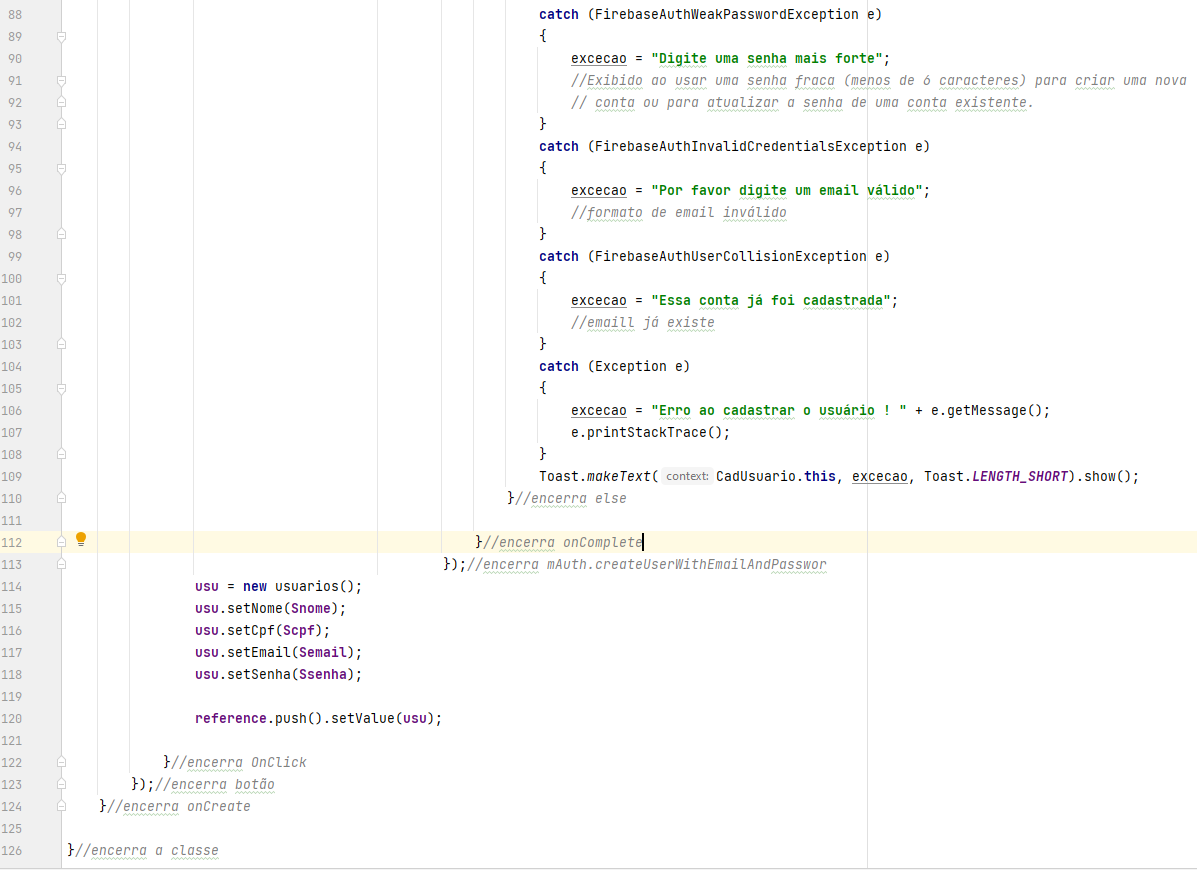 88 catch (FirebaseAuthWeakPasswordException e)
89 {
90 excecao = "Digite uma senha mais forte";
91 //Exibido ao usar uma senha fraca (menos de 6 caracteres) para criar uma nova
92 // conta ou para atualizar a senha de uma conta existente.
93 }
94 catch (FirebaseAuthInvalidCredentialsException e)
95 {
96 excecao = "Por favor digite um email válido";
97 //formato de email inválido
98 }
99 catch (FirebaseAuthUserCollisionException e)
100 {
101 excecao = "Essa conta já foi cadastrada";
102 //emaill já existe
103 }
104 catch (Exception e)
105 {
106 excecao = "Erro ao cadastrar o usuário ! " + e.getMessage();
107 e.printStackTrace();
108 }
109 Toast.makeText( context: CadUsuario.this, excecao, Toast.LENGTH_SHORT).show();
110 }//encerra else
111
112 }//encerra onComplete
113 });//encerra mAuth.createUserWithEmailAndPasswor
114 usu = new usuarios();
115 usu.setNome(Snome);
116 usu.setCpf(Scpf);
117 usu.setEmail(Semail);
118 usu.setSenha(Ssenha);
119
120 reference.push().setValue(usu);
121
122 }//encerra OnClick
123 });//encerra botão
124 }//encerra onCreate
125
126 }//encerra a classe